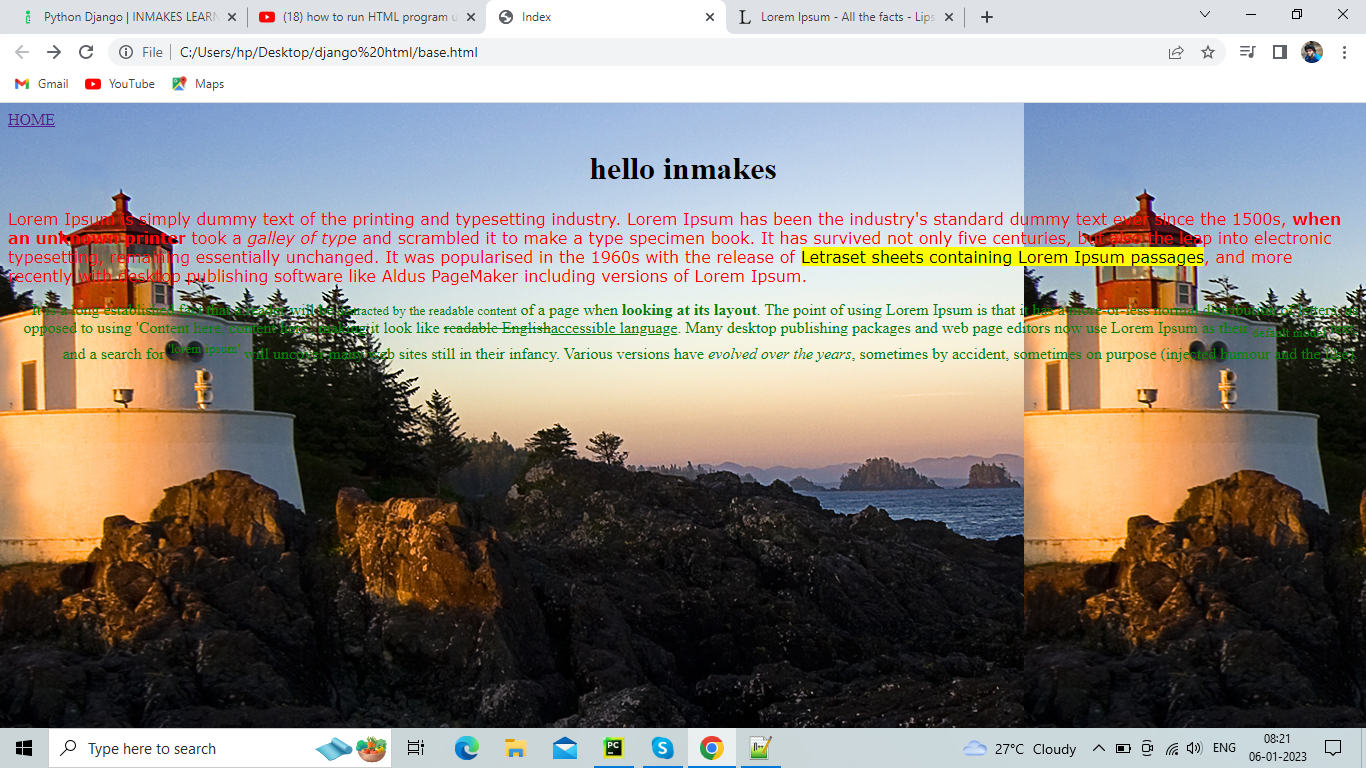 Python Django | INMAKES LEARN
(18) how to run HTML program u
Index
Lorem Ipsum - All the facts - Lips
File
C:/Users/hp/Desktop/django%20html/base.html
Gmail
YouTube
Maps
HOME
hello inmakes
Lorem Ipsum is simply dummy text of the printing and typesetting industry. Lorem Ipsum has been the industry's standard dummy text ever since the 1500s, when
an unknown printer took a galley of type and scrambled it to make a type specimen book. It has survived not only five centuries, but also the leap into electronic
typesetting, remaining essentially unchanged. It was popularised in the 1960s with the release of Letraset sheets containing Lorem Ipsum passages, and more
recently with desktop publishing software like Aldus PageMaker including versions of Lorem Ipsum.
It is a long established fact that a reader will be distracted by the readable content of a page when looking at its layout. The point of using Lorem Ipsum is that it has a more-or-less normal distribution of letters, as
opposed to using 'Content here, content here', making it look like readable English accessible language. Many desktop publishing packages and web page editors now use Lorem Ipsum as their default model text,
and a search for 'lorem ipsum' will uncover many web sites still in their infancy. Various versions have evolved over the years, sometimes by accident, sometimes on purpose (injected humour and the like).
Type here to search
27°C Cloudy
ENG
08:21
06-01-2023